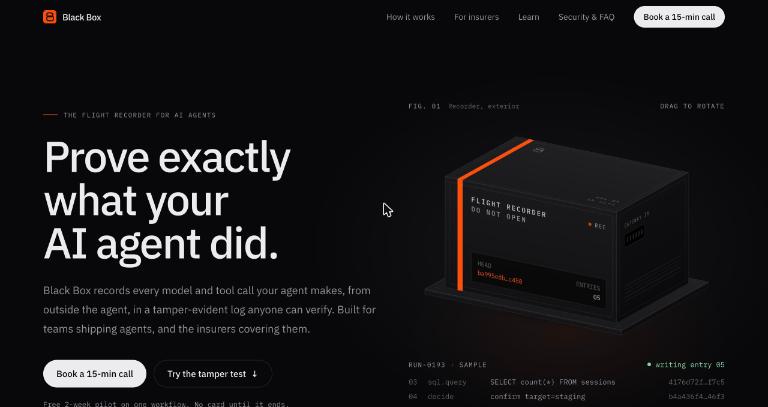 Black Box
How it works
For insurers
Learn
Security & FAQ
Book a 15-min call
THE FLIGHT RECORDER FOR AI AGENTS
Prove exactly
what your
AI agent did.
Black Box records every model and tool call your agent makes, from
outside the agent, in a tamper-evident log anyone can verify. Built for
teams shipping agents, and the insurers covering them.
Book a 15-min call
Try the tamper test ↓
Free 2-week pilot on one workflow. No card until it ends.
FIG. 01 Recorder, exterior
DRAG TO ROTATE
FLIGHT RECORDER
DO NOT OPEN
REC
HEAD
ENTRIES
05
RUN-0193 · SAMPLE
writing entry 05
03 sql.query SELECT count(*) FROM sessions 4176d72f…f7c5
04 decide confirm target=staging b4a436f4…46f3